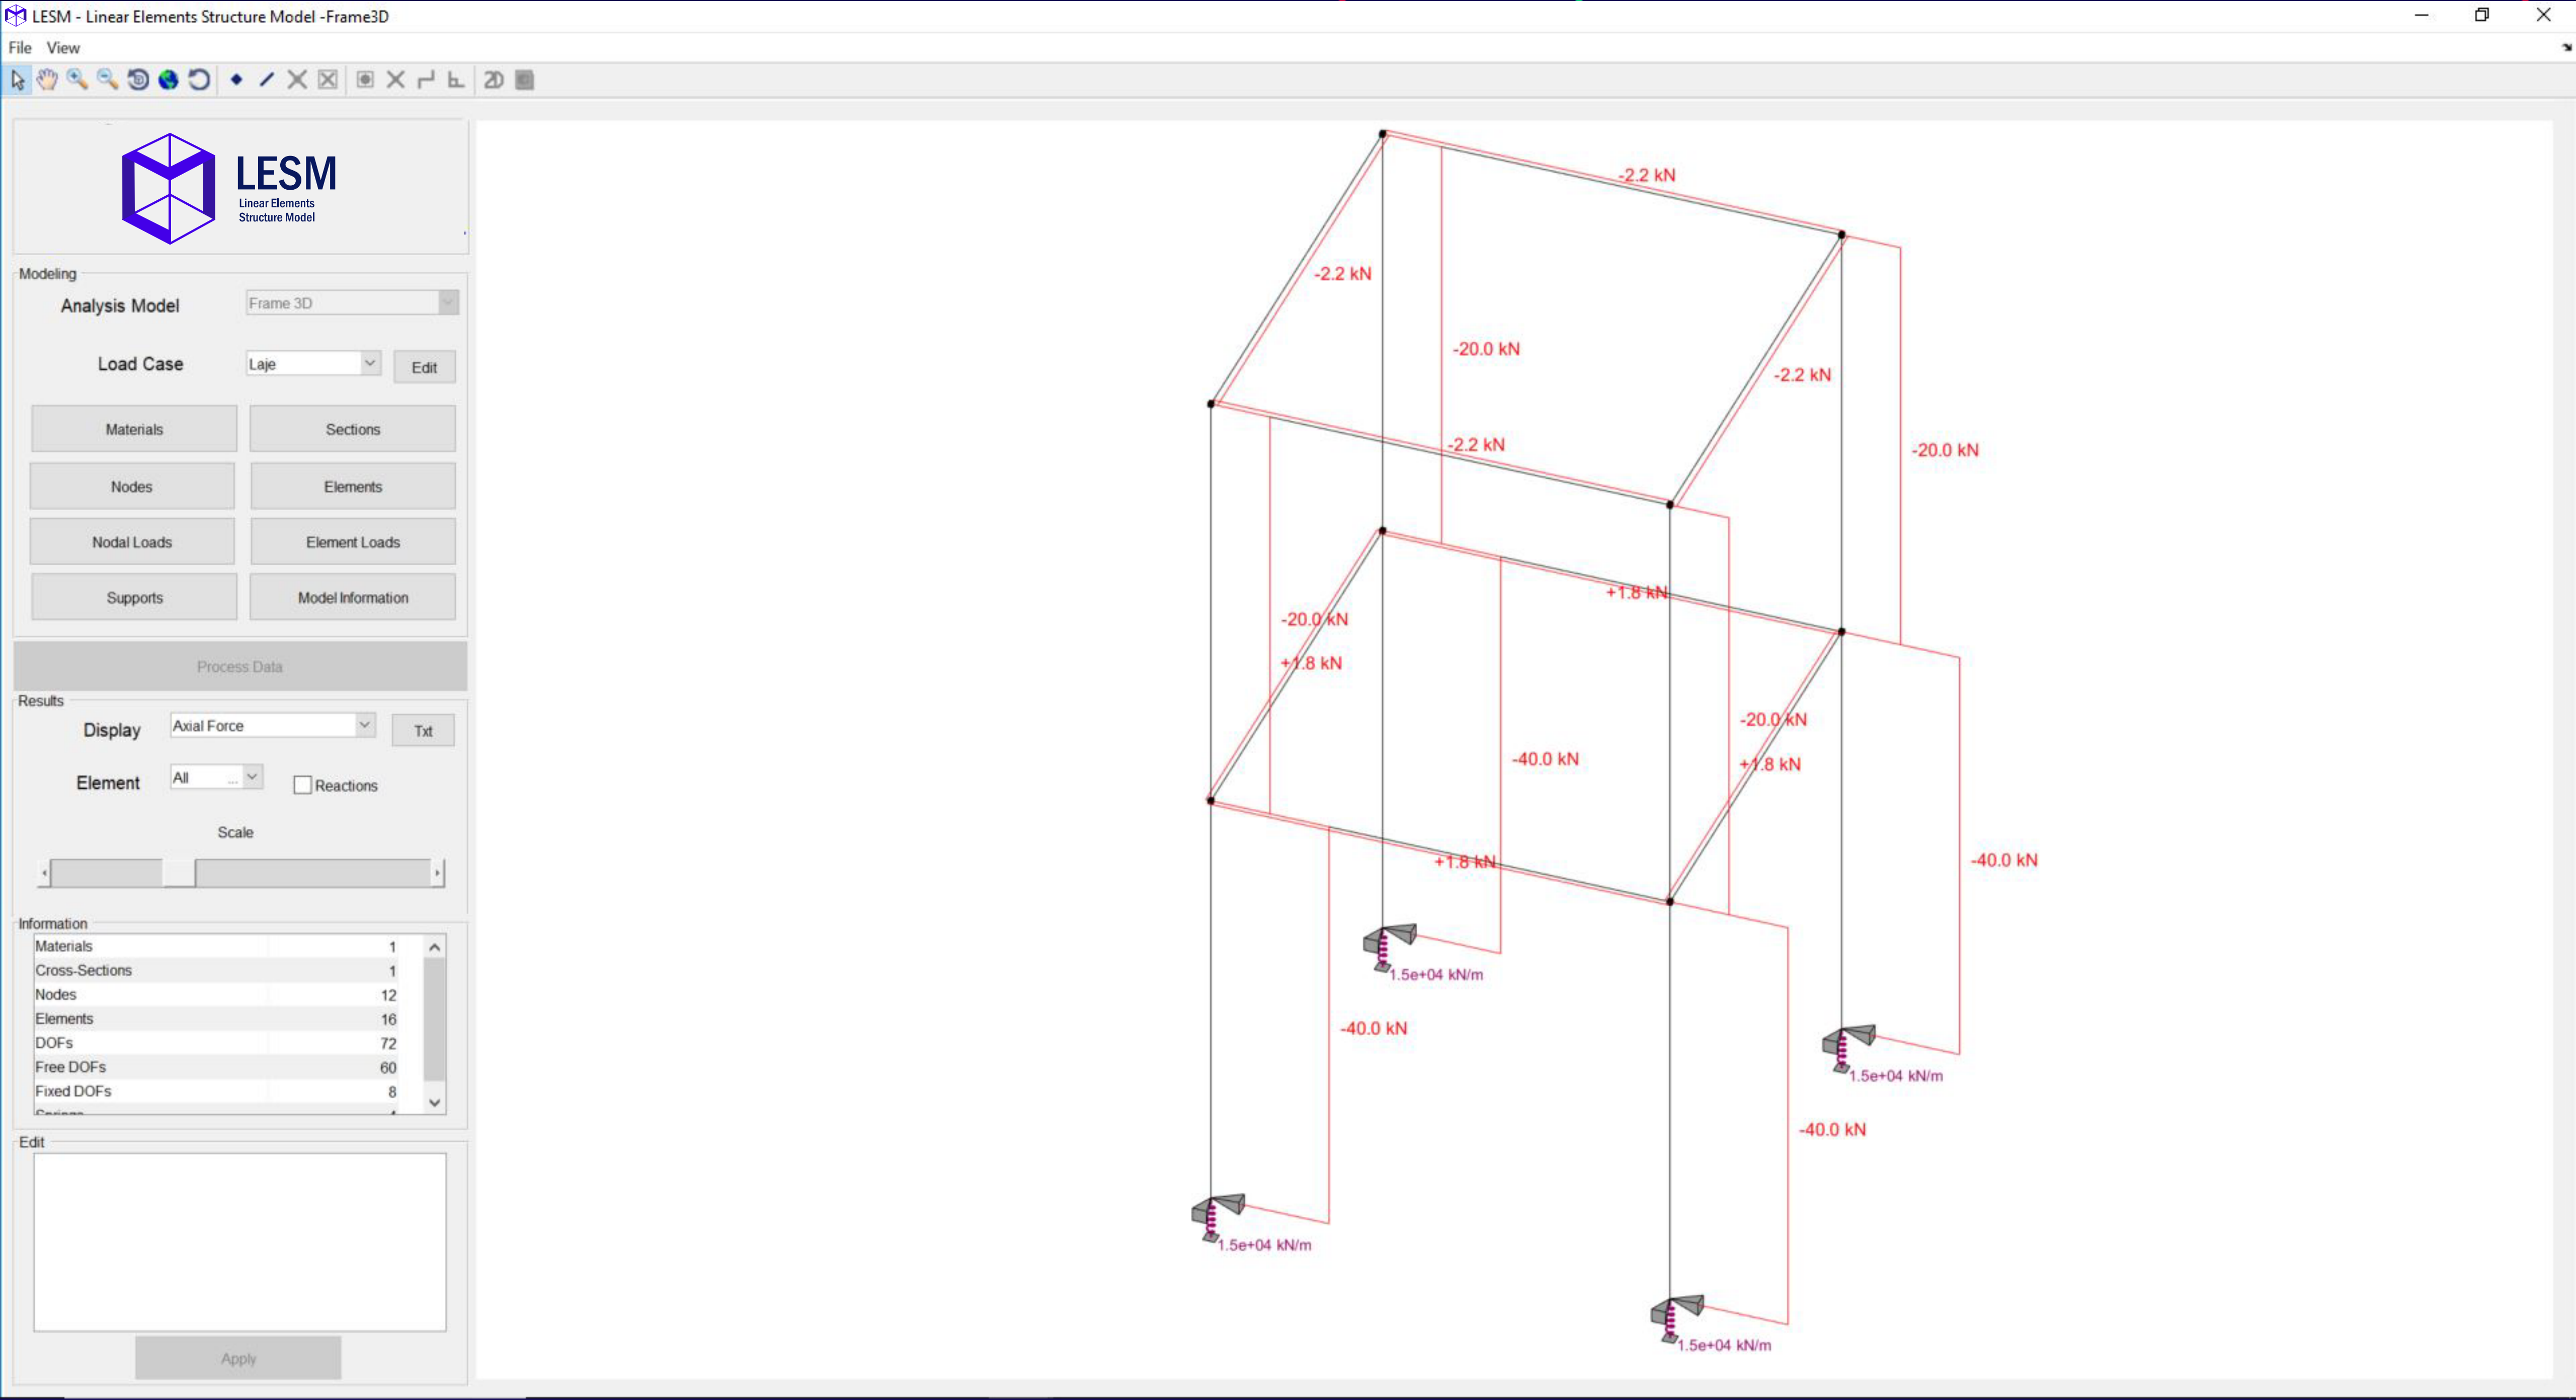 LESM - Linear Elements Structure Model -Frame3D
File View
2D
LESM
Linear Elements
Structure Model
Modeling
Analysis Model Frame 3D
Load Case Laje Edit
Materials Sections
Nodes Elements
Nodal Loads Element Loads
Supports Model Information
Process Data
Results
Display Axial Force Txt
Element All ... Reactions
Scale
Information
Materials 1
Cross-Sections 1
Nodes 12
Elements 16
DOFs 72
Free DOFs 60
Fixed DOFs 8
Springs 4
Edit
Apply
-2.2 kN
-2.2 kN
-20.0 kN
-2.2 kN
-2.2 kN
-20.0 kN
+1.8 kN
-20.0 kN
+1.8 kN
-20.0 kN
-40.0 kN
+1.8 kN
+1.8 kN
-40.0 kN
1.5e+04 kN/m
-40.0 kN
1.5e+04 kN/m
-40.0 kN
1.5e+04 kN/m
1.5e+04 kN/m